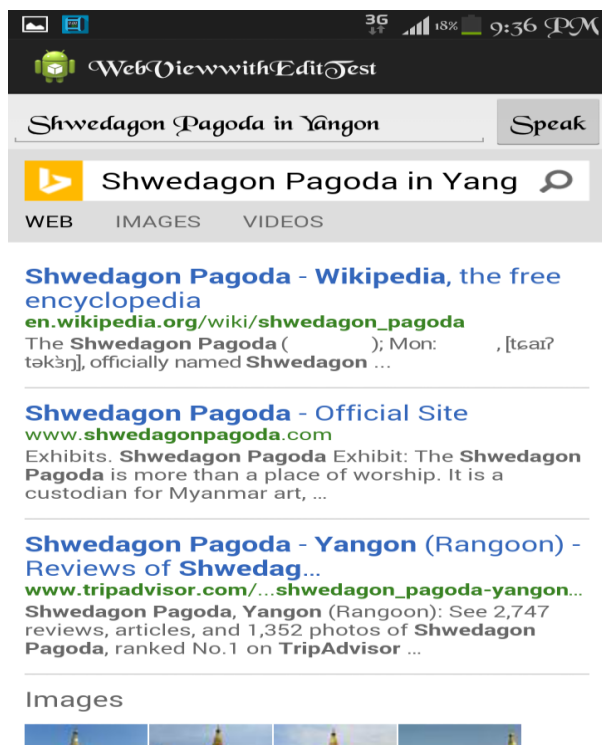 3G 18% 9:36 PM
WebViewwithEditTest
Shwedagon Pagoda in Yangon Speak
Shwedagon Pagoda in Yang
WEB IMAGES VIDEOS
Shwedagon Pagoda - Wikipedia, the free
encyclopedia
en.wikipedia.org/wiki/shwedagon_pagoda
The Shwedagon Pagoda ( ); Mon: , [tɕaɪʔ
təkə̀ŋ], officially named Shwedagon ...
Shwedagon Pagoda - Official Site
www.shwedagonpagoda.com
Exhibits. Shwedagon Pagoda Exhibit: The Shwedagon
Pagoda is more than a place of worship. It is a
custodian for Myanmar art, ...
Shwedagon Pagoda - Yangon (Rangoon) -
Reviews of Shwedag...
www.tripadvisor.com/...shwedagon_pagoda-yangon...
Shwedagon Pagoda, Yangon (Rangoon): See 2,747
reviews, articles, and 1,352 photos of Shwedagon
Pagoda, ranked No.1 on TripAdvisor ...
Images